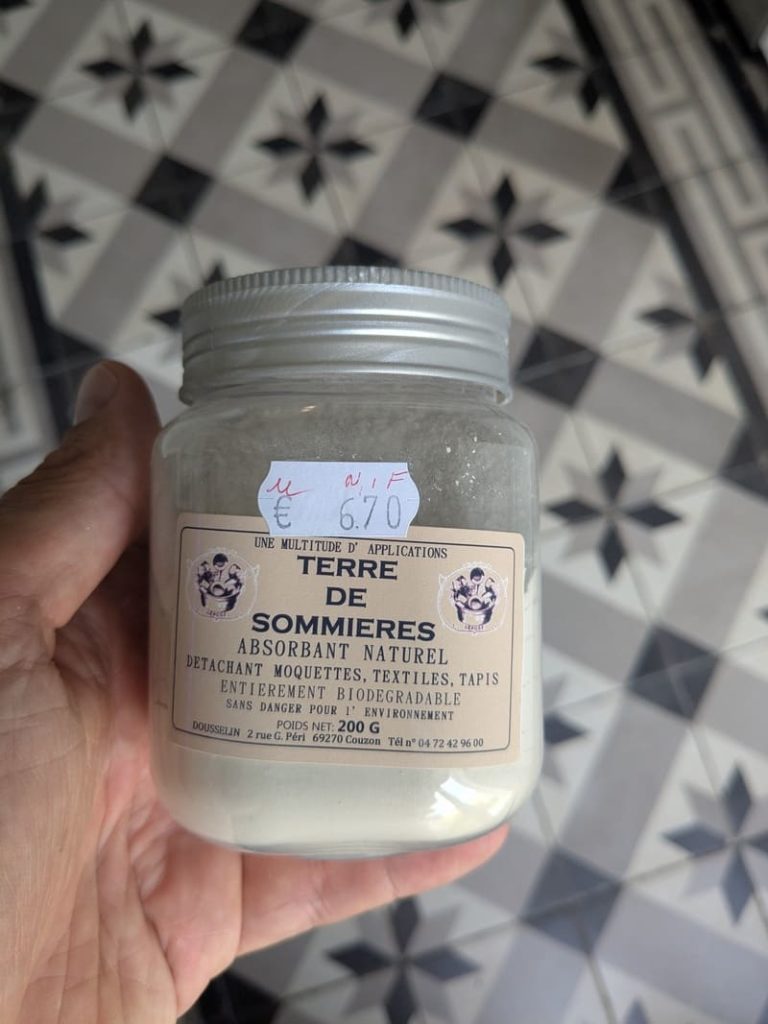 N.I.F
€ 6.70
UNE MULTITUDE D' APPLICATIONS
TERRE
DE
SOMMIERES
ABSORBANT NATUREL
DETACHANT MOQUETTES, TEXTILES, TAPIS
ENTIEREMENT BIODEGRADABLE
SANS DANGER POUR l' ENVIRONNEMENT
POIDS NET: 200 G
DOUSSELIN 2 rue G. Péri 69270 Couzon Tél n° 04 72 42 96 00